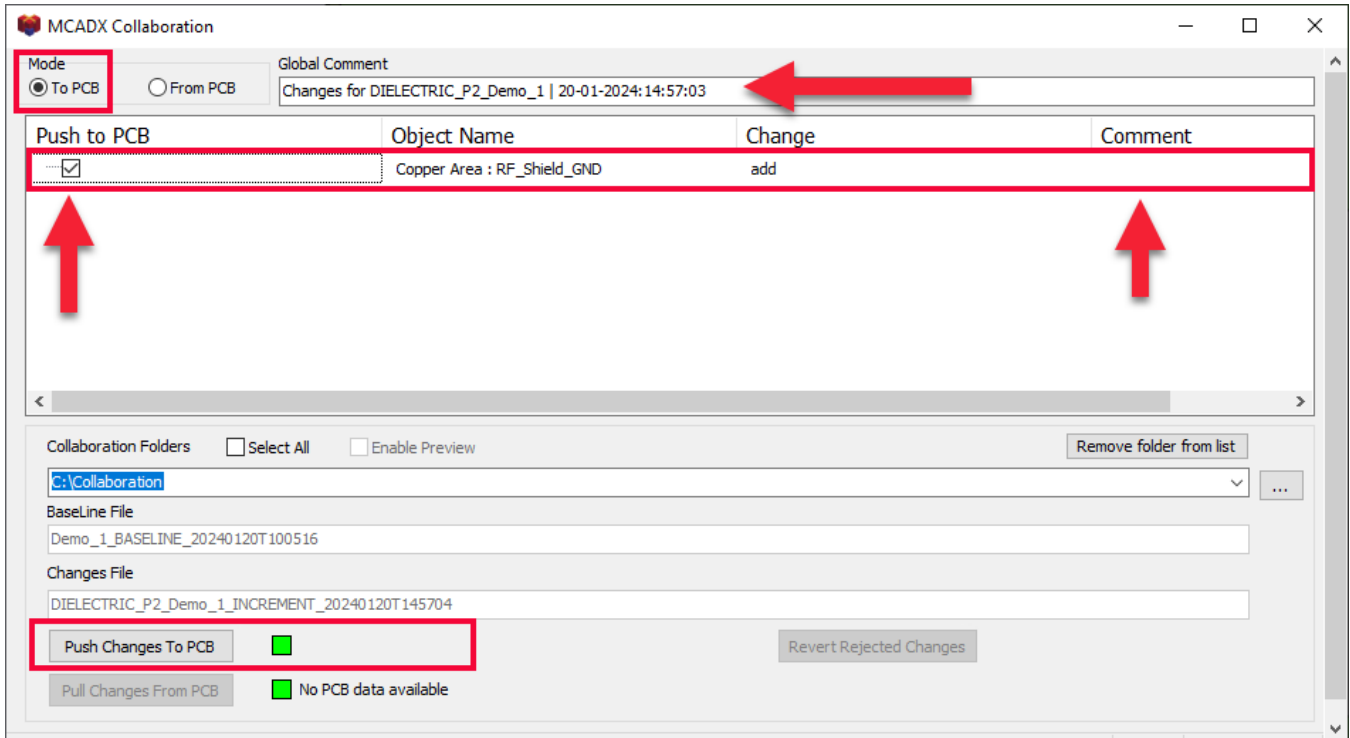 MCADX Collaboration
Mode
Global Comment
To PCB
From PCB
Changes for DIELECTRIC_P2_Demo_1 | 20-01-2024:14:57:03
Push to PCB Object Name Change Comment
Copper Area : RF_Shield_GND add
Collaboration Folders Select All Enable Preview Remove folder from list
C:\Collaboration
...
BaseLine File
Demo_1_BASELINE_20240120T100516
Changes File
DIELECTRIC_P2_Demo_1_INCREMENT_20240120T145704
Push Changes To PCB Revert Rejected Changes
Pull Changes From PCB No PCB data available